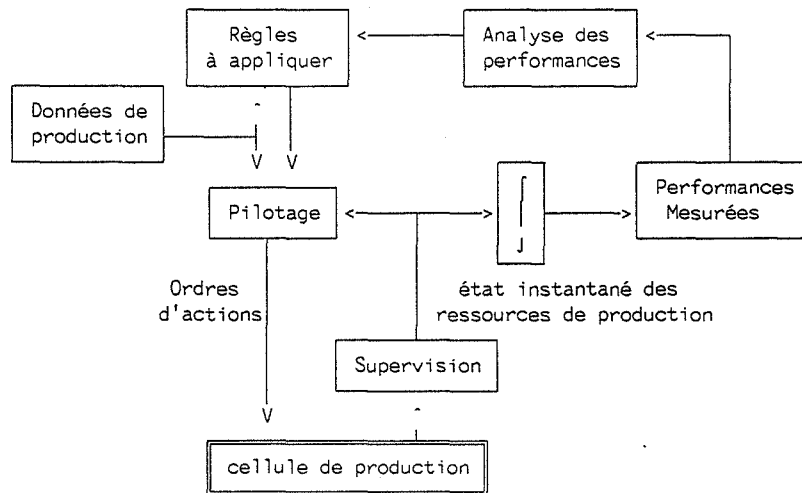 Règles
à appliquer
Analyse des
performances
Données de
production
Pilotage
Performances
Mesurées
Ordres
d'actions
état instantané des
ressources de production
Supervision
cellule de production